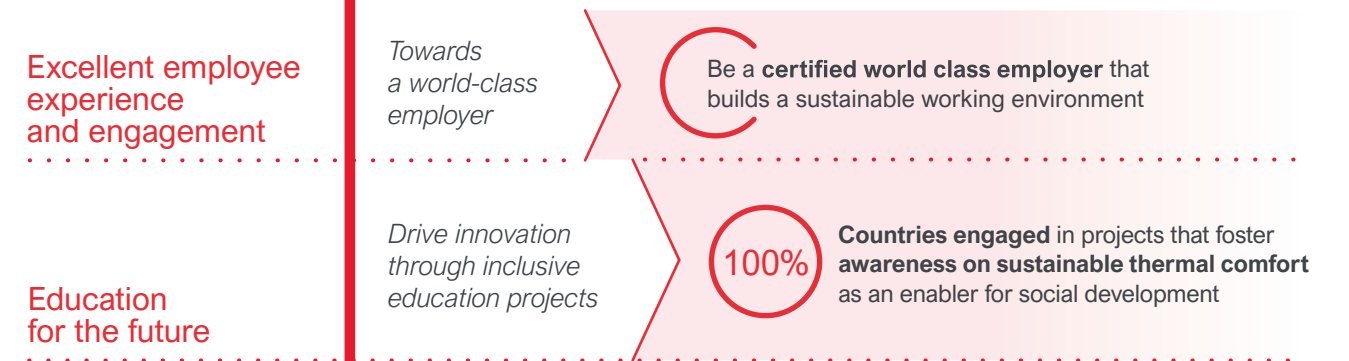 Excellent employee
experience
and engagement
Towards
a world-class
employer
Be a certified world class employer that
builds a sustainable working environment
Education
for the future
Drive innovation
through inclusive
education projects
100%
Countries engaged in projects that foster
awareness on sustainable thermal comfort
as an enabler for social development